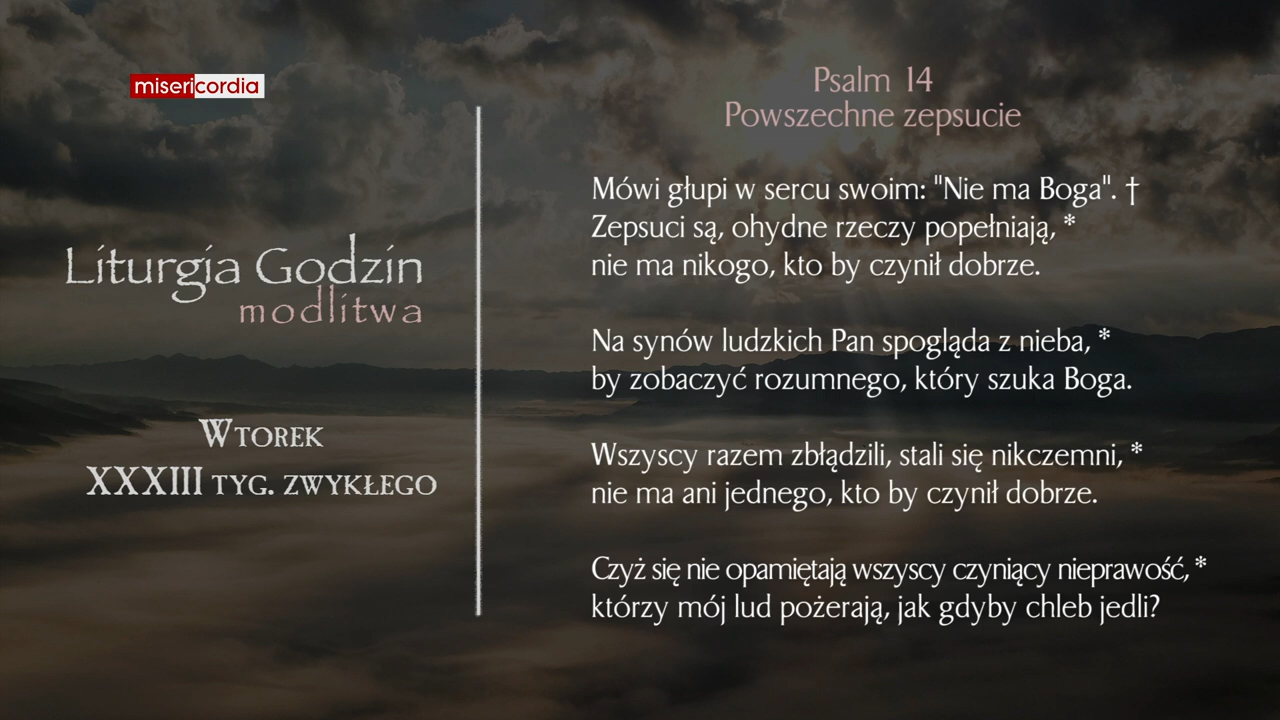 misericordia
Liturgia Godzin
modlitwa
Wtorek
XXXIII tyg. zwykłego
Psalm 14
Powszechne zepsucie
Mówi głupi w sercu swoim: "Nie ma Boga". †
Zepsuci są, ohydne rzeczy popełniają, *
nie ma nikogo, kto by czynił dobrze.
Na synów ludzkich Pan spogląda z nieba, *
by zobaczyć rozumnego, który szuka Boga.
Wszyscy razem zbłądzili, stali się nikczemni, *
nie ma ani jednego, kto by czynił dobrze.
Czyż się nie opamiętają wszyscy czyniący nieprawość, *
którzy mój lud pożerają, jak gdyby chleb jedli?